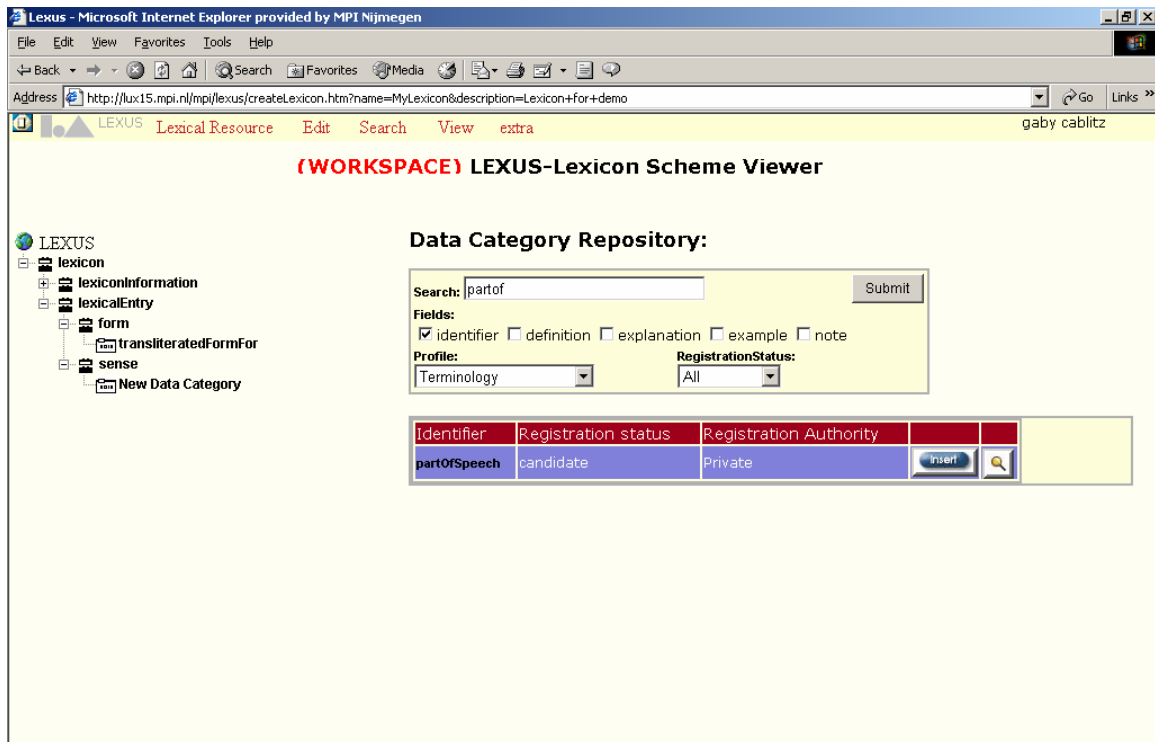 Lexus - Microsoft Internet Explorer provided by MPI Nijmegen
File Edit View Favorites Tools Help
Back Search Favorites Media
Address http://lux15.mpi.nl/mpi/lexus/createLexicon.htm?name=MyLexicon&description=Lexicon+for+demo Go Links »
LEXUS Lexical Resource Edit Search View extra gaby cablitz
(WORKSPACE) LEXUS-Lexicon Scheme Viewer
LEXUS
lexicon
lexiconInformation
lexicalEntry
form
transliteratedFormFor
sense
New Data Category
Data Category Repository:
Search: partof Submit
Fields:
identifier definition explanation example note
Profile: RegistrationStatus:
Terminology All
Identifier Registration status Registration Authority
partOfSpeech candidate Private Insert